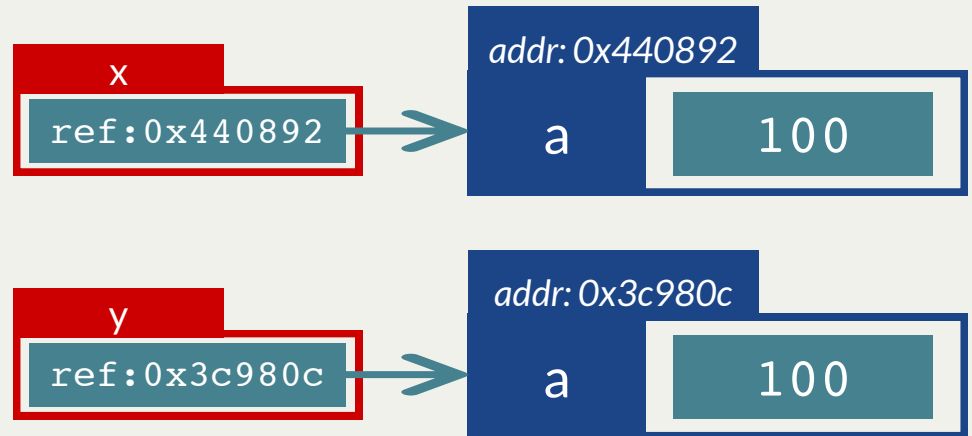 x
ref:0x440892
addr: 0x440892
a
100
y
ref:0x3c980c
addr: 0x3c980c
a
100